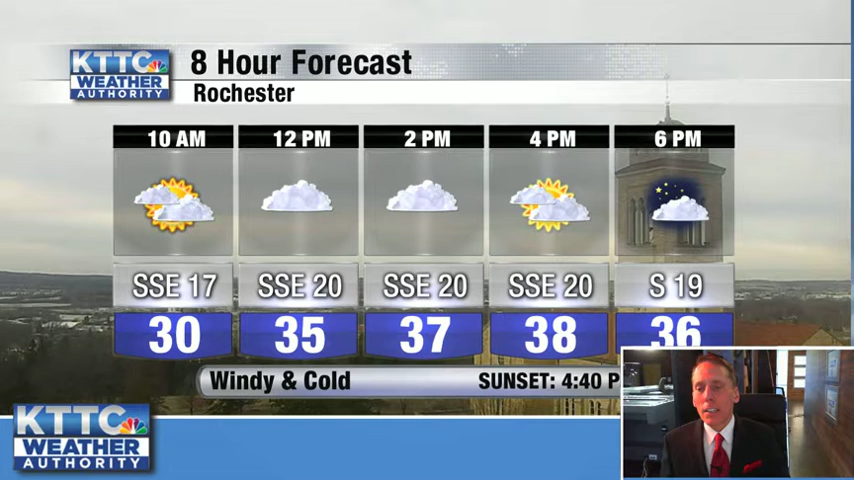 KTTC
WEATHER
AUTHORITY
8 Hour Forecast
Rochester
10 AM
12 PM
2 PM
4 PM
6 PM
SSE 17
SSE 20
SSE 20
SSE 20
S 19
30
35
37
38
36
Windy & Cold
SUNSET: 4:40 P
KTTC
WEATHER
AUTHORITY